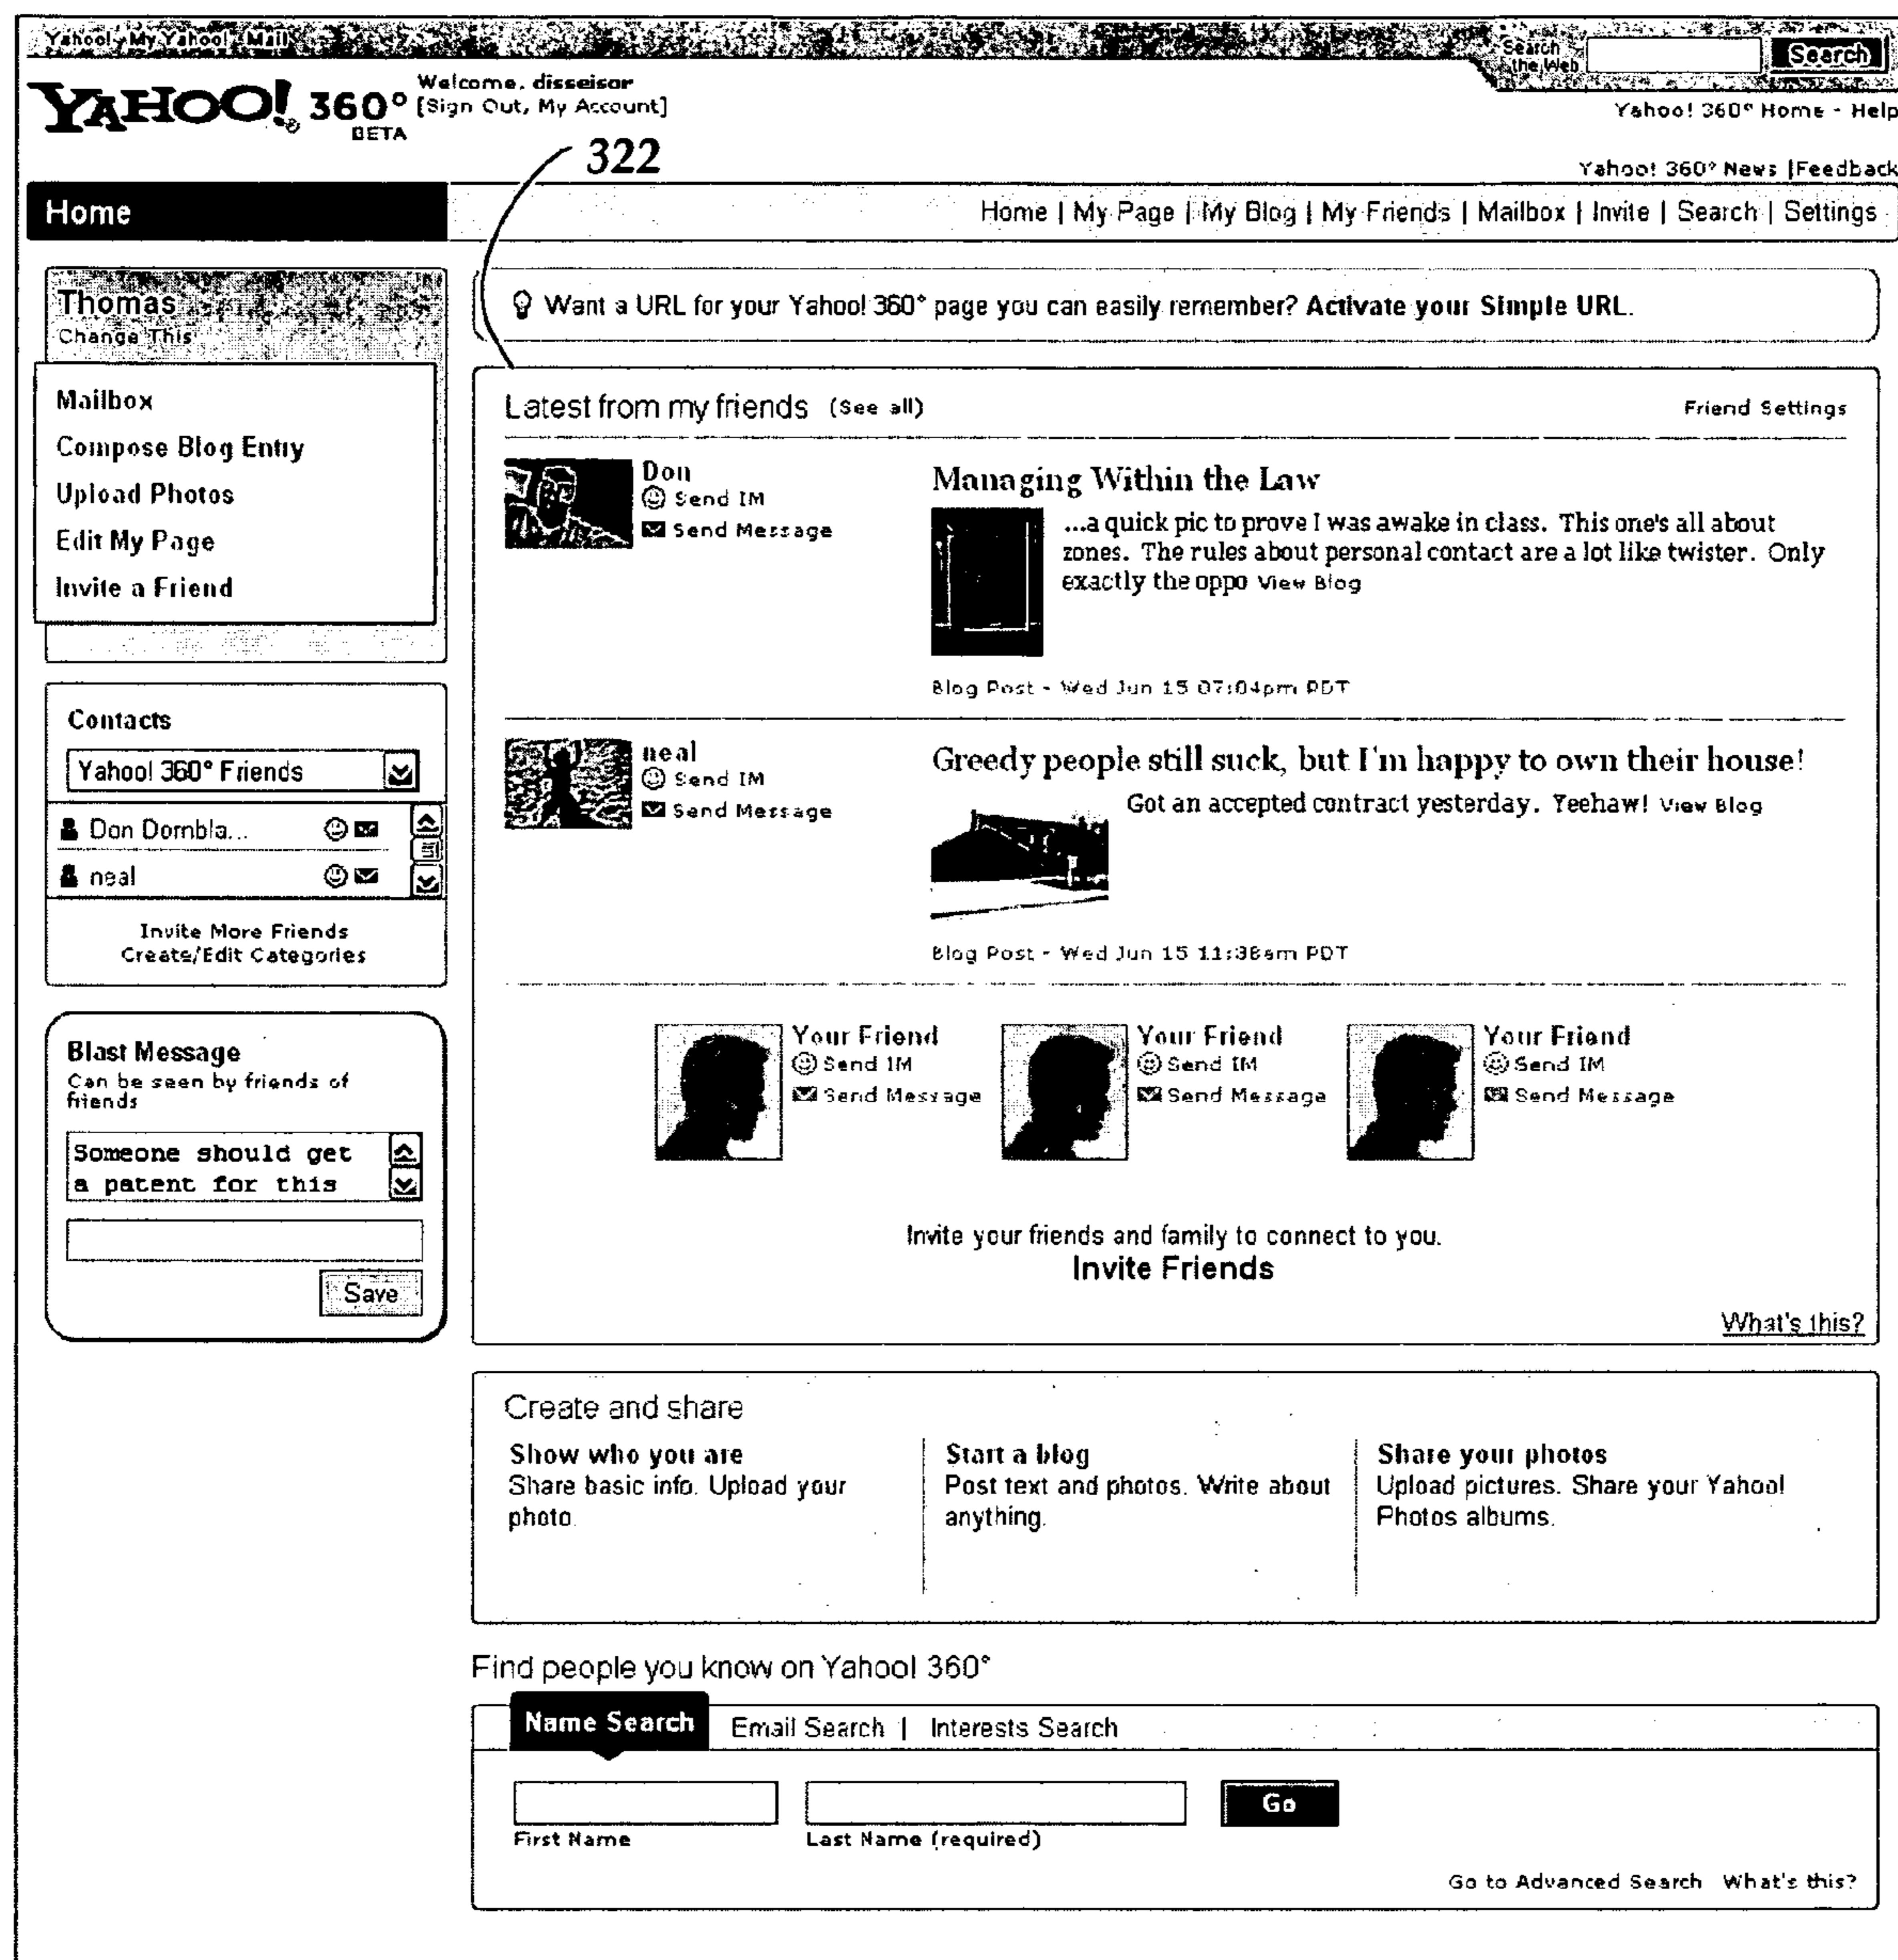 Yahoo! My Yahoo! Mail
Search the Web
Search
YAHOO! 360° BETA
Welcome, disseisor
[Sign Out, My Account]
Yahoo! 360° Home - Help
322
Yahoo! 360° News |Feedback
Home
Home | My Page | My Blog | My Friends | Mailbox | Invite | Search | Settings
Thomas
Change This
Mailbox
Compose Blog Entry
Upload Photos
Edit My Page
Invite a Friend
Contacts
Yahoo! 360° Friends
Don Dornbla...
neal
Invite More Friends
Create/Edit Categories
Blast Message
Can be seen by friends of
friends
Someone should get
a patent for this
Save
Want a URL for your Yahoo! 360° page you can easily remember? Activate your Simple URL.
Latest from my friends (See all)
Friend Settings
Don
Send IM
Send Message
Managing Within the Law
...a quick pic to prove I was awake in class. This one's all about
zones. The rules about personal contact are a lot like twister. Only
exactly the oppo View Blog
Blog Post - Wed Jun 15 07:04pm PDT
neal
Send IM
Send Message
Greedy people still suck, but I'm happy to own their house!
Got an accepted contract yesterday. Yeehaw! View Blog
Blog Post - Wed Jun 15 11:38am PDT
Your Friend
Send IM
Send Message
Your Friend
Send IM
Send Message
Your Friend
Send IM
Send Message
Invite your friends and family to connect to you.
Invite Friends
What's this?
Create and share
Show who you are
Share basic info. Upload your
photo.
Start a blog
Post text and photos. Write about
anything.
Share your photos
Upload pictures. Share your Yahoo!
Photos albums.
Find people you know on Yahoo! 360°
Name Search
Email Search | Interests Search
Go
First Name
Last Name (required)
Go to Advanced Search What's this?